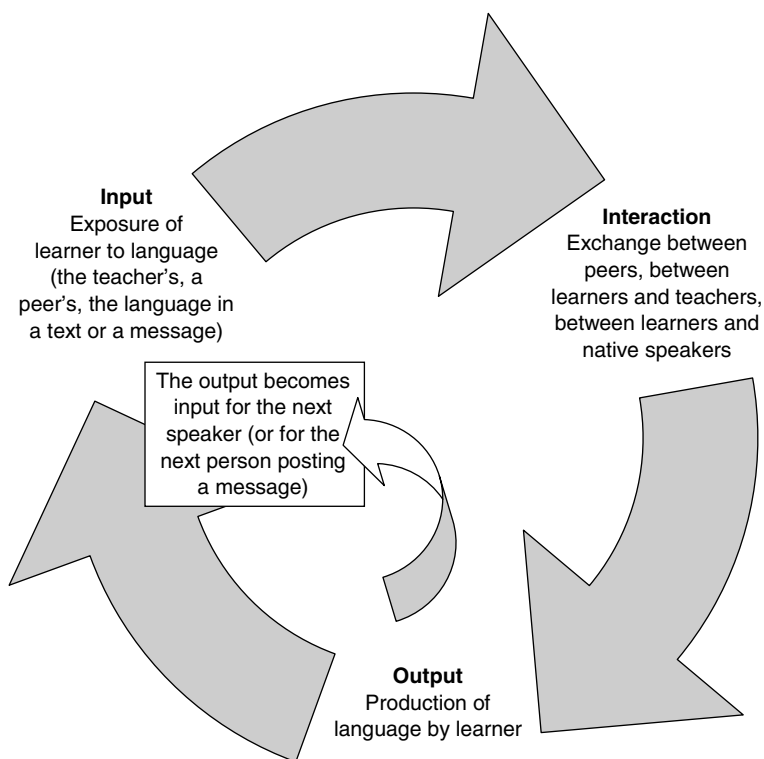 Input
Exposure of
learner to language
(the teacher's, a
peer's, the language in
a text or a message)
Interaction
Exchange between
peers, between
learners and teachers,
between learners and
native speakers
The output becomes
input for the next
speaker (or for the
next person posting
a message)
Output
Production of
language by learner